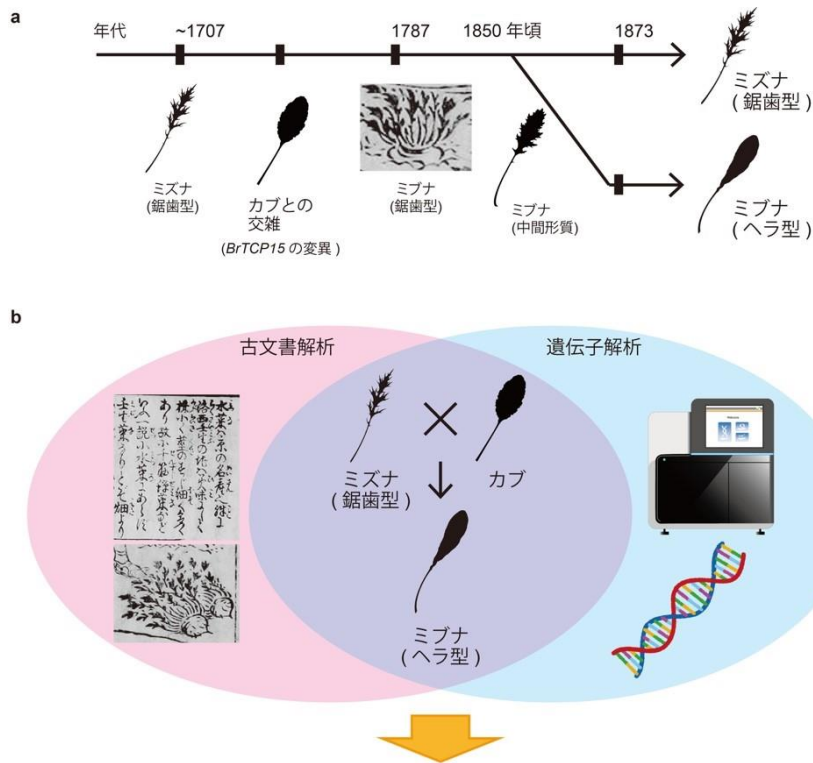 a
年代
~1707
1787
1850 年頃
1873
ミズナ
(鋸歯型)
カブとの
交雑
(BrTCP15 の変異)
ミブナ
(鋸歯型)
ミブナ
(中間形質)
ミズナ
(鋸歯型)
ミブナ
(ヘラ型)
b
古文書解析
遺伝子解析
ミズナ
(鋸歯型)
カブ
ミブナ
(ヘラ型)